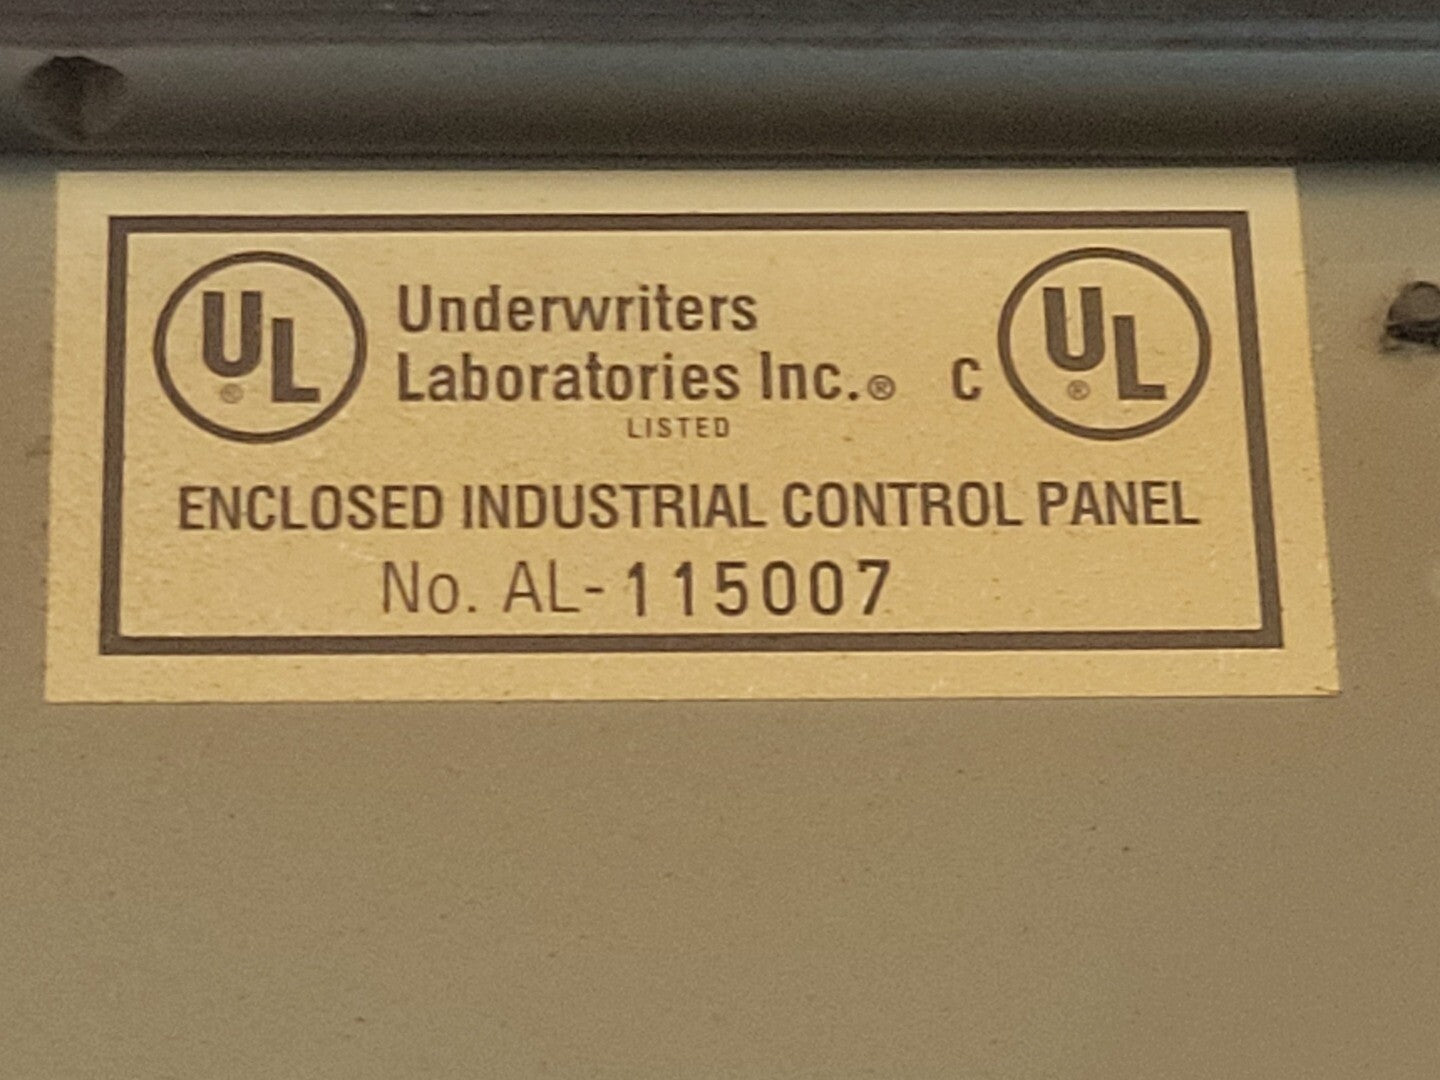 UL® Underwriters
Laboratories Inc.® C UL®
LISTED
ENCLOSED INDUSTRIAL CONTROL PANEL
No. AL-115007